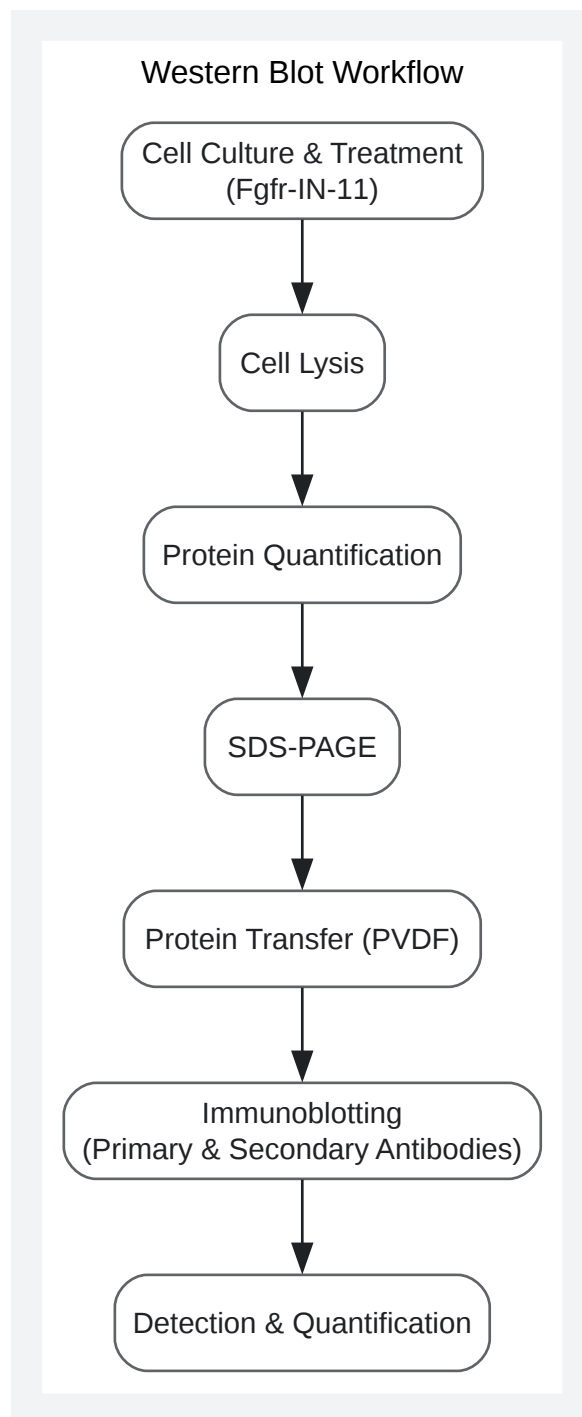 Western Blot Workflow
Cell Culture & Treatment
(Fgfr-IN-11)
Cell Lysis
Protein Quantification
SDS-PAGE
Protein Transfer (PVDF)
Immunoblotting
(Primary & Secondary Antibodies)
Detection & Quantification